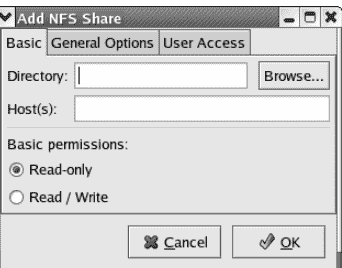 Add NFS Share
Basic General Options User Access
Directory: Browse...
Host(s):
Basic permissions:
Read-only
Read / Write
Cancel OK